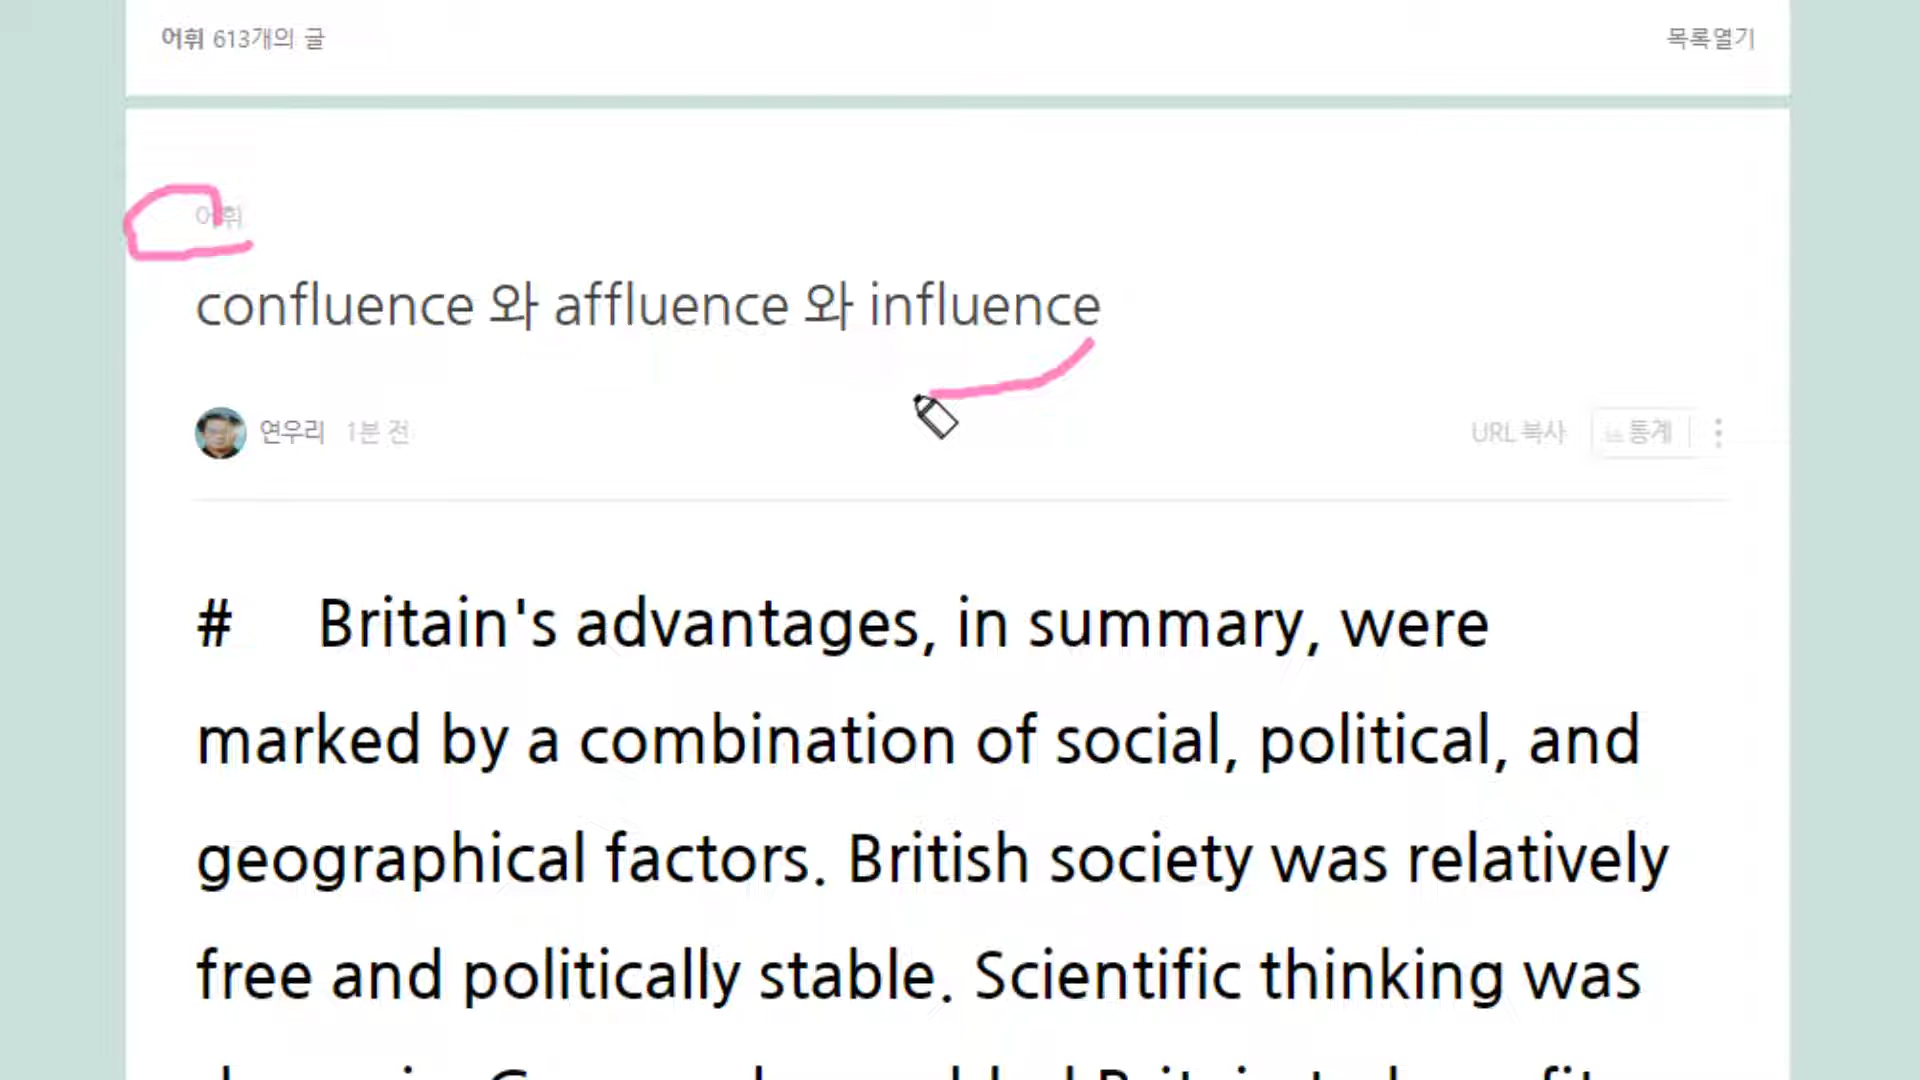 어휘 613개의 글 목록열기
어휘
confluence 와 affluence 와 influence
연우리 1분 전 URL 복사 통계
# Britain's advantages, in summary, were
marked by a combination of social, political, and
geographical factors. British society was relatively
free and politically stable. Scientific thinking was